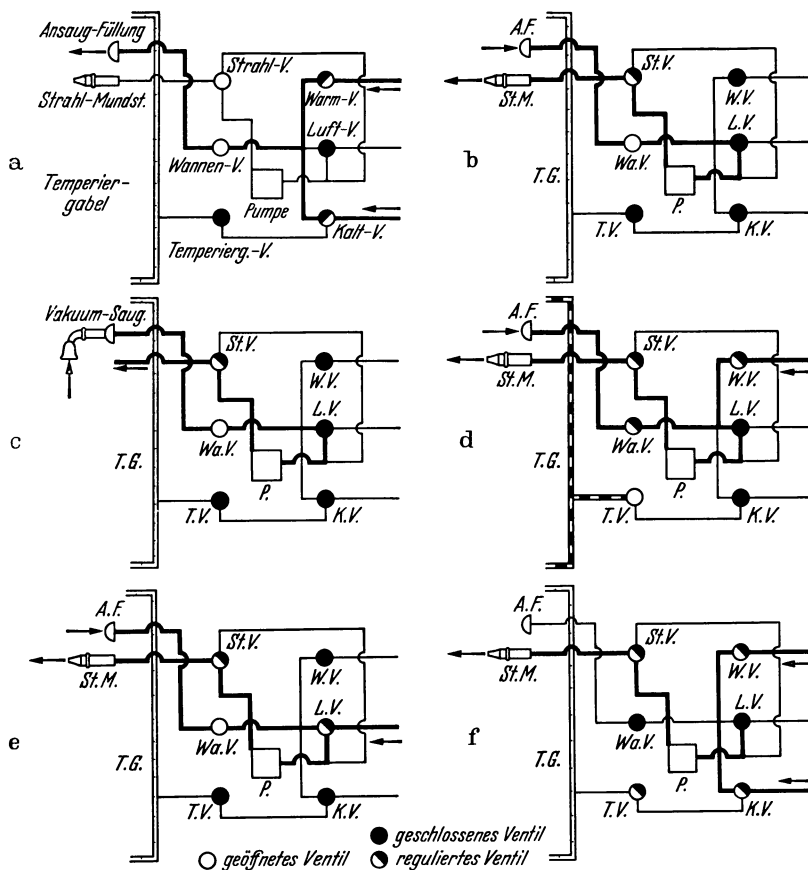 a
Ansaug-Füllung
Strahl-Mundst.
Strahl-V.
Warm-V.
Luft-V.
Wannen-V.
Temperier-
gabel
Pumpe
Kalt-V.
Temperierg.-V.
b
A.F.
St.M.
St.V.
W.V.
L.V.
Wa.V.
T.G.
P.
T.V.
K.V.
c
Vakuum-Saug.
St.V.
W.V.
L.V.
Wa.V.
T.G.
P.
T.V.
K.V.
d
A.F.
St.M.
St.V.
W.V.
L.V.
Wa.V.
T.G.
P.
T.V.
K.V.
e
A.F.
St.M.
St.V.
W.V.
L.V.
Wa.V.
T.G.
P.
T.V.
K.V.
f
A.F.
St.M.
St.V.
W.V.
L.V.
Wa.V.
T.G.
P.
T.V.
K.V.
geschlossenes Ventil
geöffnetes Ventil
reguliertes Ventil